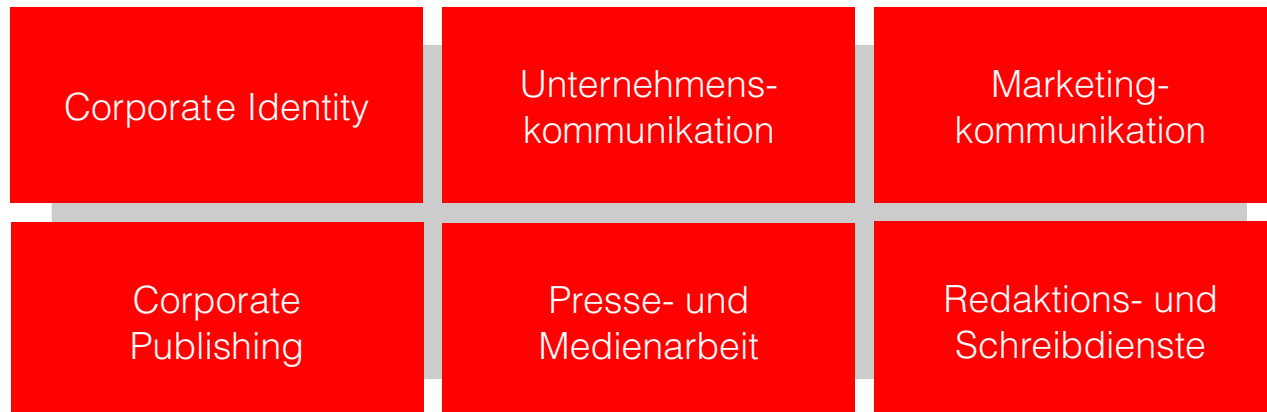 Corporate Identity
Unternehmens-
kommunikation
Marketing-
kommunikation
Corporate
Publishing
Presse- und
Medienarbeit
Redaktions- und
Schreibdienste